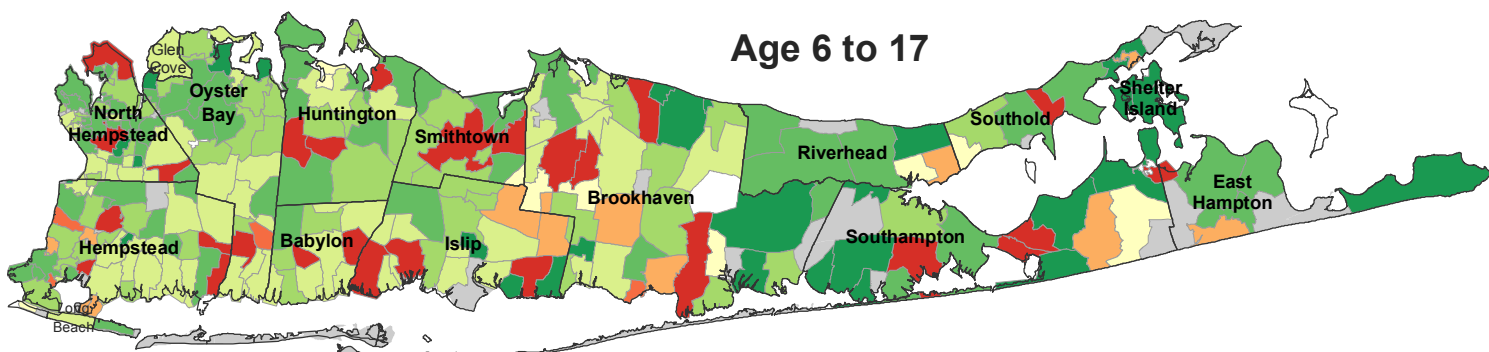 Age 6 to 17
Glen
Cove
Oyster
Bay
North
Hempstead
Huntington
Smithtown
Brookhaven
Riverhead
Southold
Shelter
Island
East
Hampton
Southampton
Hempstead
Babylon
Islip
Long
Beach